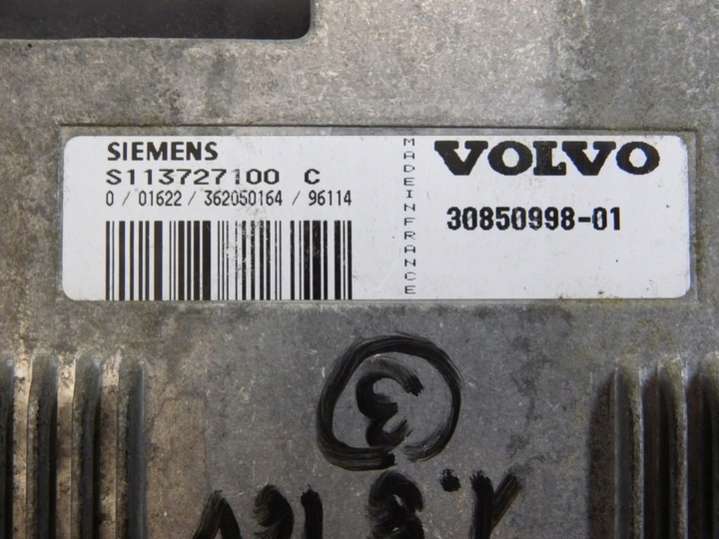 SIEMENS
S113727100 C
0 / 01622 / 362050164 / 96114
MADEINFRANCE
VOLVO
30850998-01
3